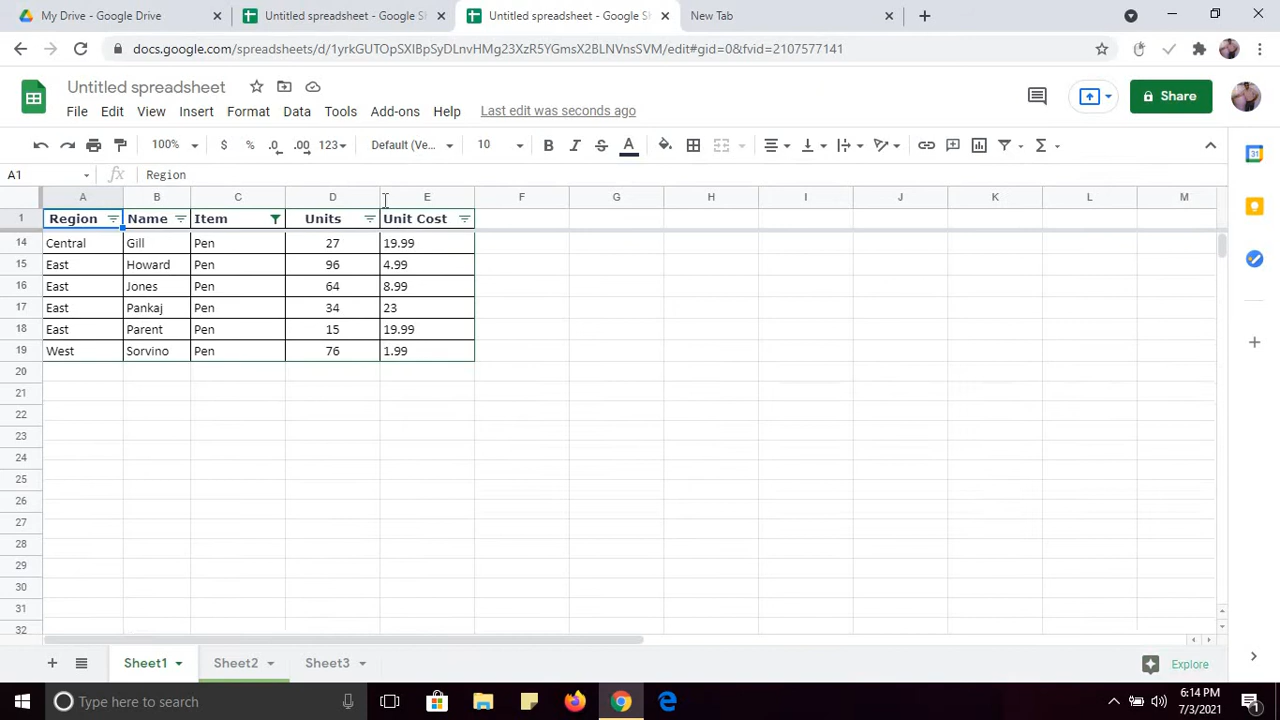 My Drive - Google Drive
Untitled spreadsheet - Google Sh
Untitled spreadsheet - Google Sh
New Tab
docs.google.com/spreadsheets/d/1yrkGUTOpSXIBpSyDLnvHMg23XzR5YGmsX2BLNVnsSVM/edit#gid=0&fvid=2107577141
Untitled spreadsheet
Share
File Edit View Insert Format Data Tools Add-ons Help Last edit was seconds ago
100% $ % .0 .00 123 Default (Ve... 10 B I S A Σ
A1 fx Region
A B C D E F G H I J K L M
1 Region Name Item Units Unit Cost
14 Central Gill Pen 27 19.99
15 East Howard Pen 96 4.99
16 East Jones Pen 64 8.99
17 East Pankaj Pen 34 23
18 East Parent Pen 15 19.99
19 West Sorvino Pen 76 1.99
20
21
22
23
24
25
26
27
28
29
30
31
32
Sheet1 Sheet2 Sheet3 Explore
Type here to search
6:14 PM
7/3/2021